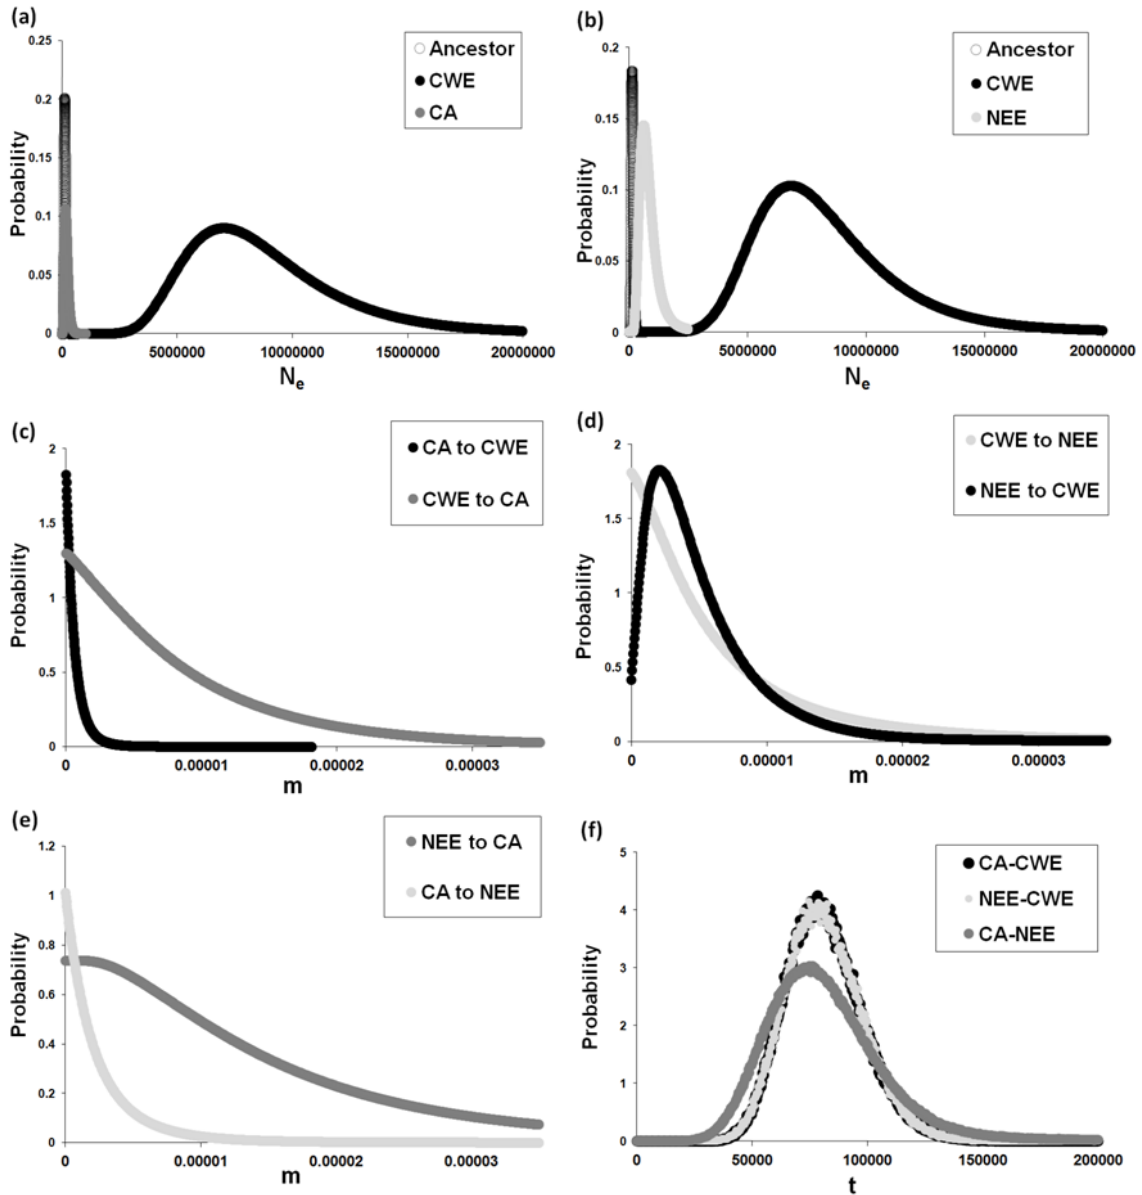 (a)
0.25
0.2
0.15
0.1
0.05
0
Probability
Ancestor
CWE
CA
0 5000000 10000000 15000000 20000000
Ne
(b)
0.2
0.15
0.1
0.05
0
Probability
Ancestor
CWE
NEE
0 5000000 10000000 15000000 20000000
Ne
(c)
2
1.5
1
0.5
0
Probability
CA to CWE
CWE to CA
0 0.00001 0.00002 0.00003
m
(d)
2
1.5
1
0.5
0
Probability
CWE to NEE
NEE to CWE
0 0.00001 0.00002 0.00003
m
(e)
1.2
1
0.8
0.6
0.4
0.2
0
Probability
NEE to CA
CA to NEE
0 0.00001 0.00002 0.00003
m
(f)
5
4
3
2
1
0
Probability
CA-CWE
NEE-CWE
CA-NEE
0 50000 100000 150000 200000
t